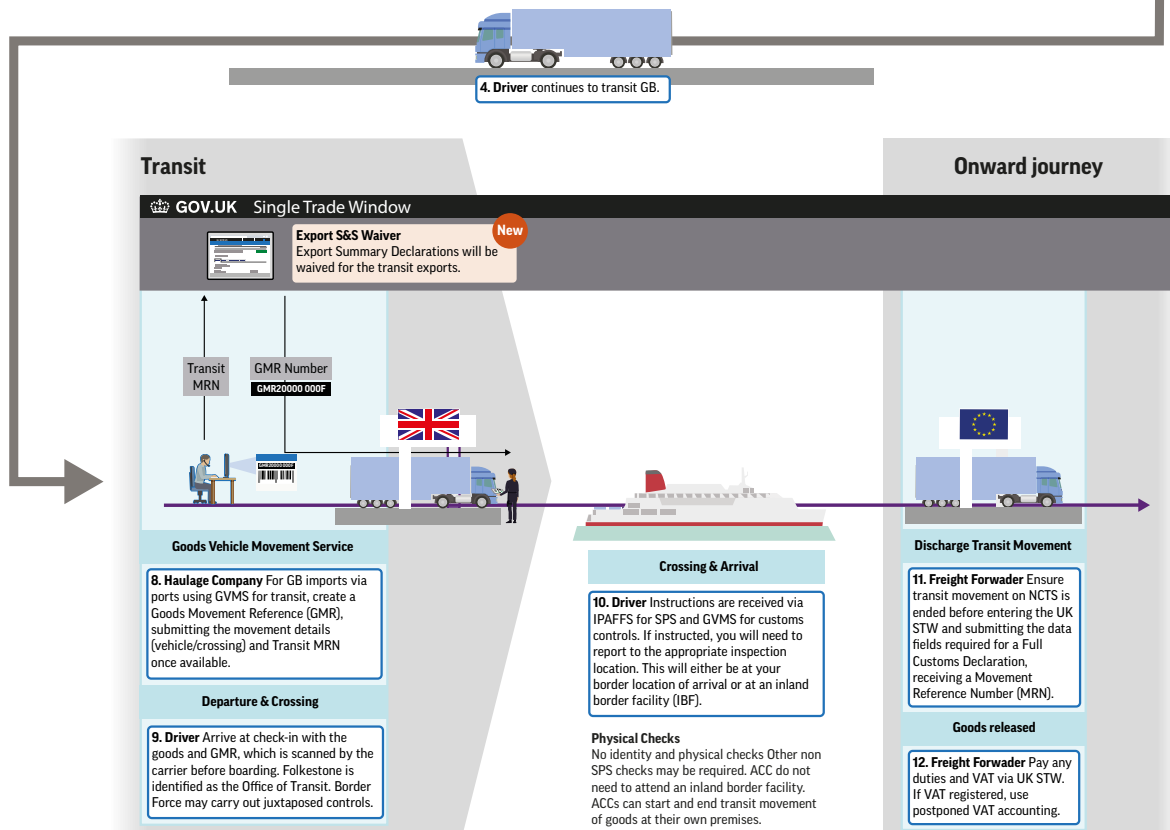 4. Driver continues to transit GB.
Transit
Onward journey
GOV.UK Single Trade Window
New
Export S&S Waiver
Export Summary Declarations will be
waived for the transit exports.
Transit
MRN
GMR Number
GMR20000 000F
GMR20000 000F
Goods Vehicle Movement Service
8. Haulage Company For GB imports via
ports using GVMS for transit, create a
Goods Movement Reference (GMR),
submitting the movement details
(vehicle/crossing) and Transit MRN
once available.
Departure & Crossing
9. Driver Arrive at check-in with the
goods and GMR, which is scanned by the
carrier before boarding. Folkestone is
identified as the Office of Transit. Border
Force may carry out juxtaposed controls.
Crossing & Arrival
10. Driver Instructions are received via
IPAFFS for SPS and GVMS for customs
controls. If instructed, you will need to
report to the appropriate inspection
location. This will either be at your
border location of arrival or at an inland
border facility (IBF).
Physical Checks
No identity and physical checks Other non
SPS checks may be required. ACC do not
need to attend an inland border facility.
ACCs can start and end transit movement
of goods at their own premises.
Discharge Transit Movement
11. Freight Forwader Ensure
transit movement on NCTS is
ended before entering the UK
STW and submitting the data
fields required for a Full
Customs Declaration,
receiving a Movement
Reference Number (MRN).
Goods released
12. Freight Forwader Pay any
duties and VAT via UK STW.
If VAT registered, use
postponed VAT accounting.